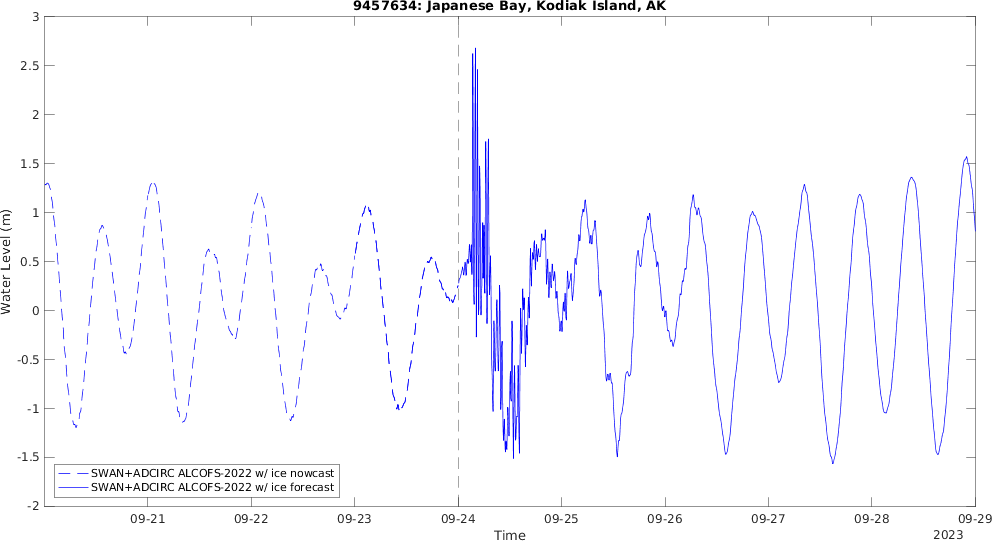 9457634: Japanese Bay, Kodiak Island, AK
3
2.5
2
1.5
1
0.5
0
-0.5
-1
-1.5
-2
Water Level (m)
SWAN+ADCIRC ALCOFS-2022 w/ ice nowcast
SWAN+ADCIRC ALCOFS-2022 w/ ice forecast
09-21 09-22 09-23 09-24 09-25 09-26 09-27 09-28 09-29
Time
2023